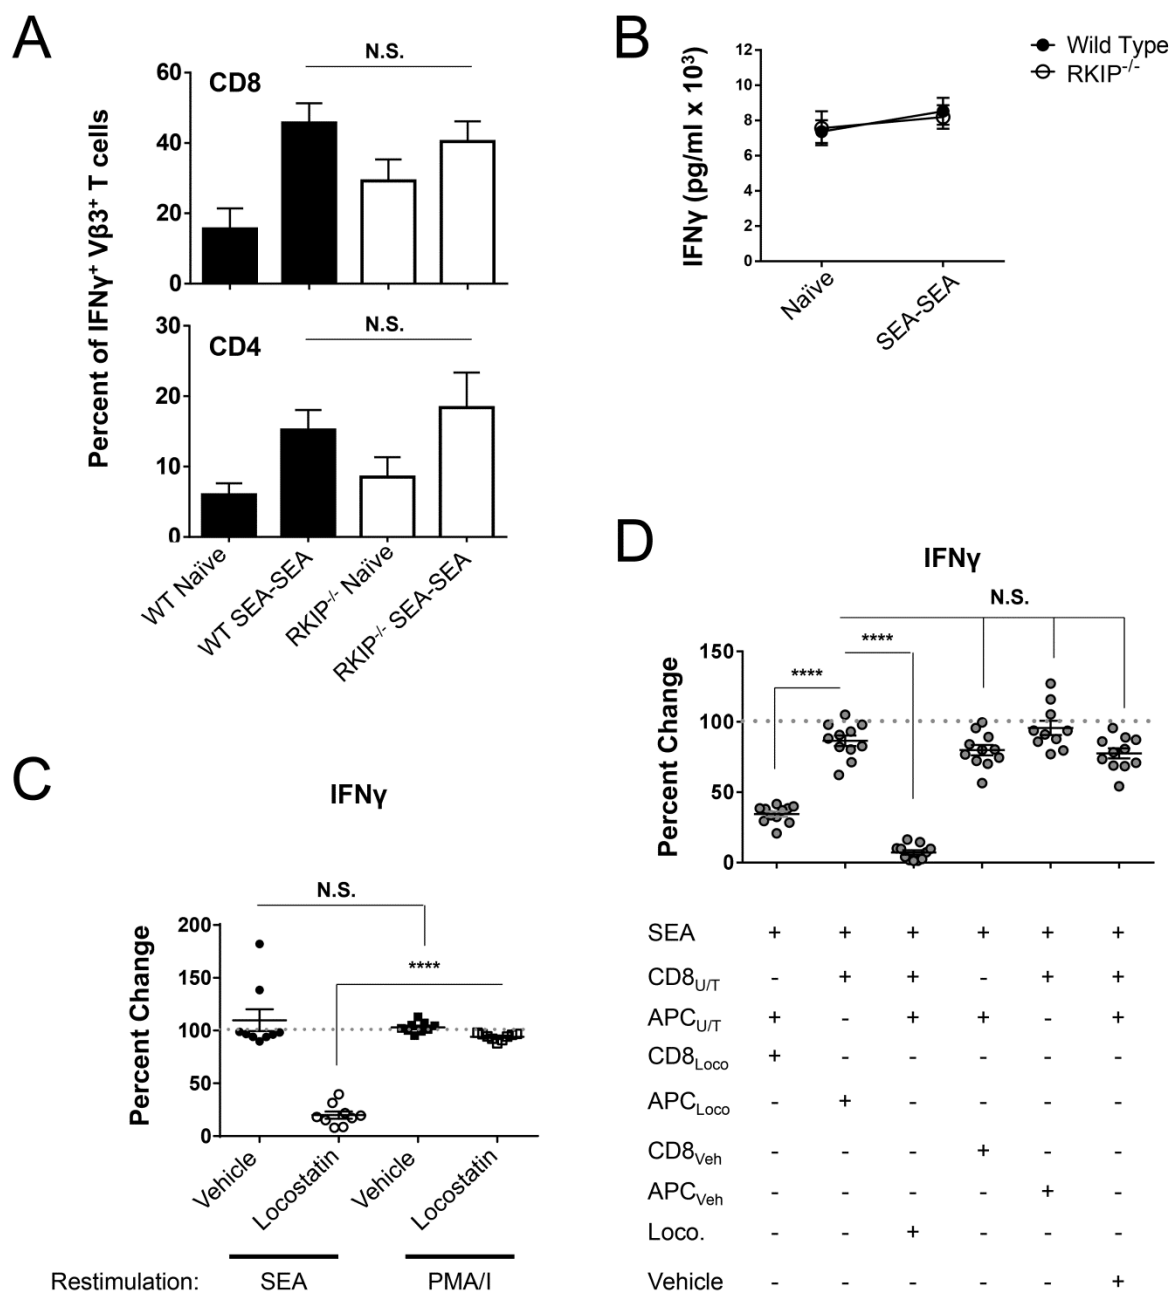 A
N.S.
CD8
60
40
20
0
Percent of IFNγ⁺ Vβ3⁺ T cells
N.S.
CD4
30
20
10
0
WT Naïve
WT SEA-SEA
RKIP⁻/⁻ Naïve
RKIP⁻/⁻ SEA-SEA
B
Wild Type
RKIP⁻/⁻
IFNγ (pg/ml x 10³)
12
10
8
6
4
2
0
Naïve
SEA-SEA
C
IFNγ
N.S.
****
Percent Change
200
150
100
50
0
Vehicle
Locostatin
Vehicle
Locostatin
Restimulation: SEA PMA/I
D
IFNγ
N.S.
****
****
Percent Change
150
100
50
0
SEA + + + + + +
CD8U/T - + + - + +
APCU/T + - + + - +
CD8Loco + - - - - -
APCLoco - + - - - -
CD8Veh - - - + - -
APCVeh - - - - + -
Loco. - - + - - -
Vehicle - - - - - +